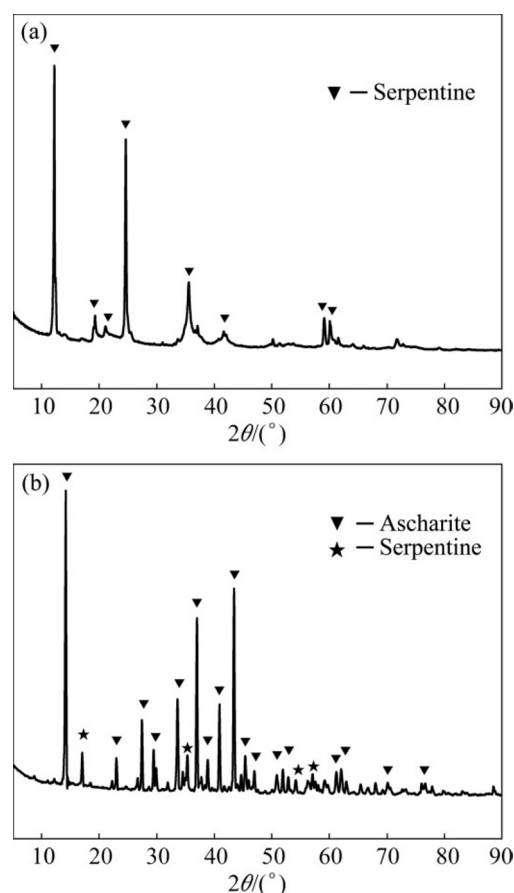 (a)
▼ — Serpentine
10 20 30 40 50 60 70 80 90
2θ/(°)
(b)
▼ — Ascharite
★ — Serpentine
10 20 30 40 50 60 70 80 90
2θ/(°)